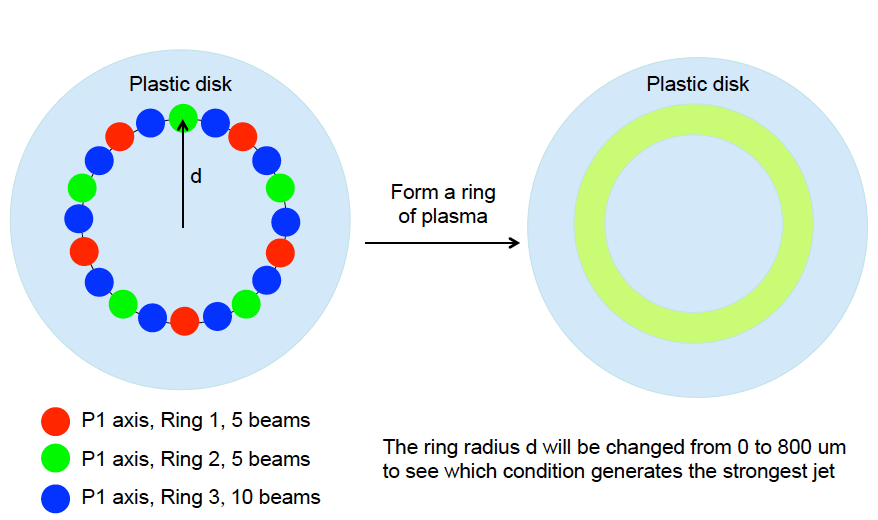 Plastic disk
d
Form a ring
of plasma
Plastic disk
P1 axis, Ring 1, 5 beams
P1 axis, Ring 2, 5 beams
P1 axis, Ring 3, 10 beams
The ring radius d will be changed from 0 to 800 um
to see which condition generates the strongest jet